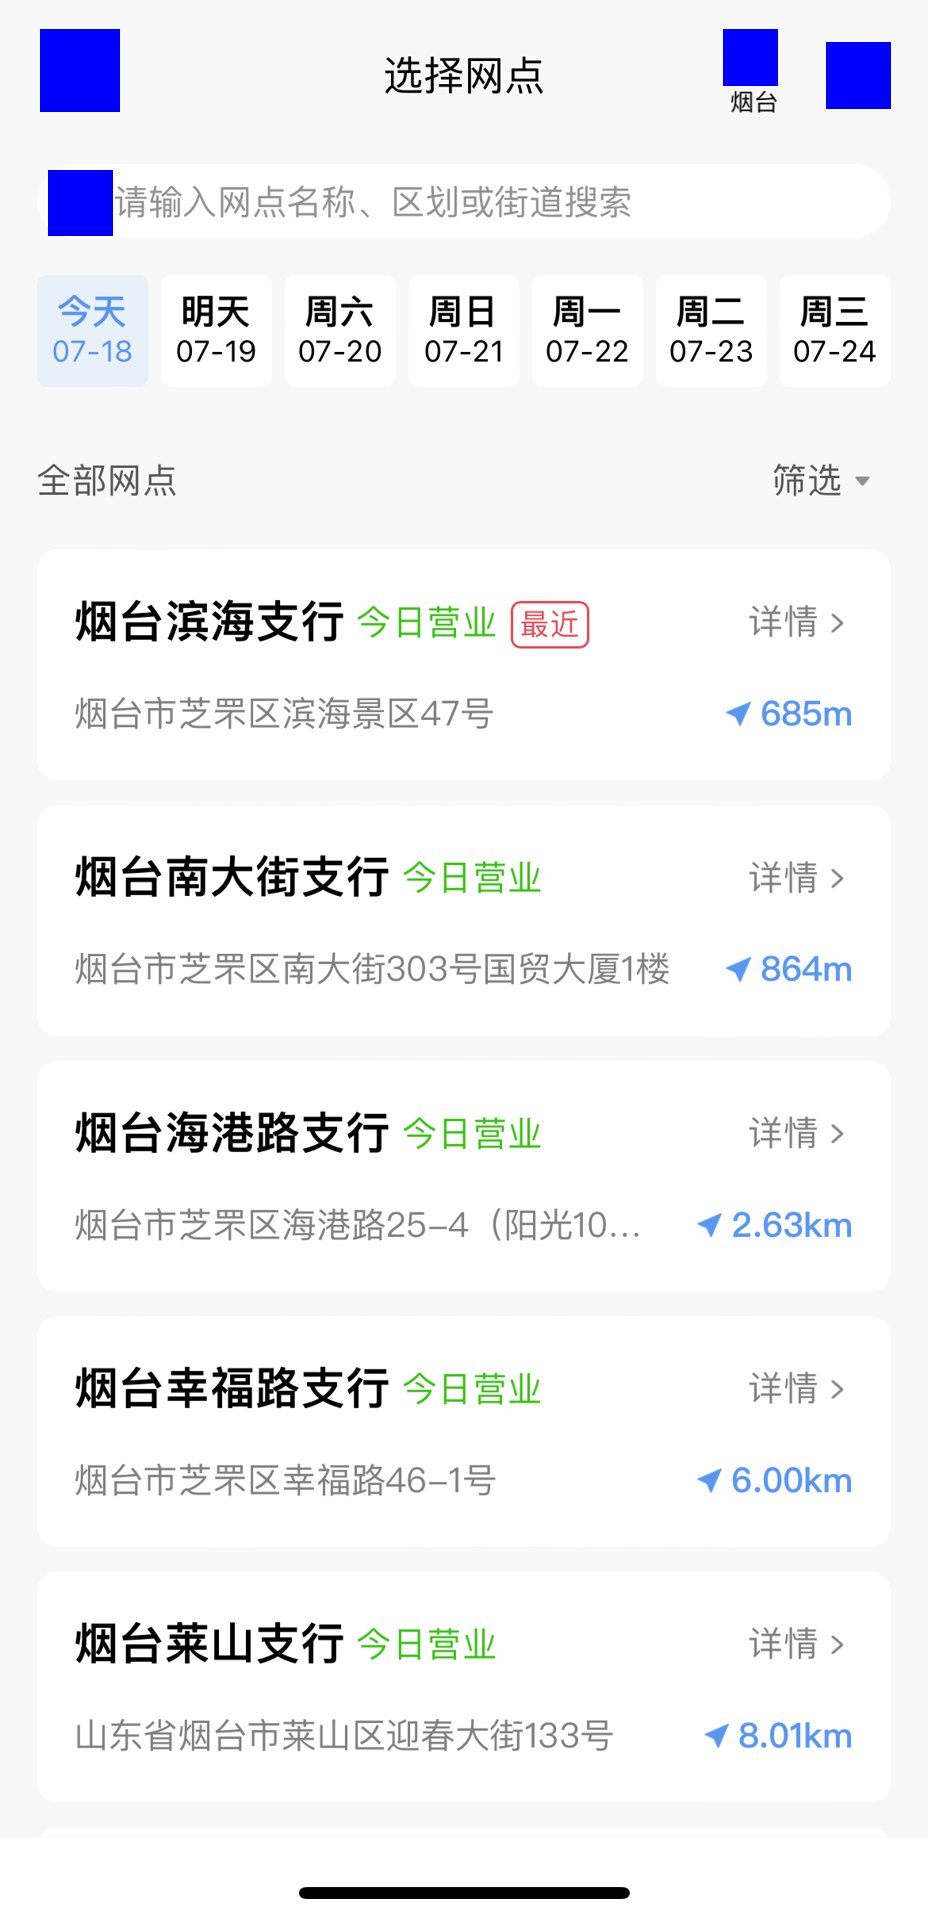 选择网点
烟台
请输入网点名称、区划或街道搜索
今天 明天 周六 周日 周一 周二 周三
07-18 07-19 07-20 07-21 07-22 07-23 07-24
全部网点 筛选
烟台滨海支行 今日营业 最近 详情
烟台市芝罘区滨海景区47号 685m
烟台南大街支行 今日营业 详情
烟台市芝罘区南大街303号国贸大厦1楼 864m
烟台海港路支行 今日营业 详情
烟台市芝罘区海港路25-4（阳光10... 2.63km
烟台幸福路支行 今日营业 详情
烟台市芝罘区幸福路46-1号 6.00km
烟台莱山支行 今日营业 详情
山东省烟台市莱山区迎春大街133号 8.01km